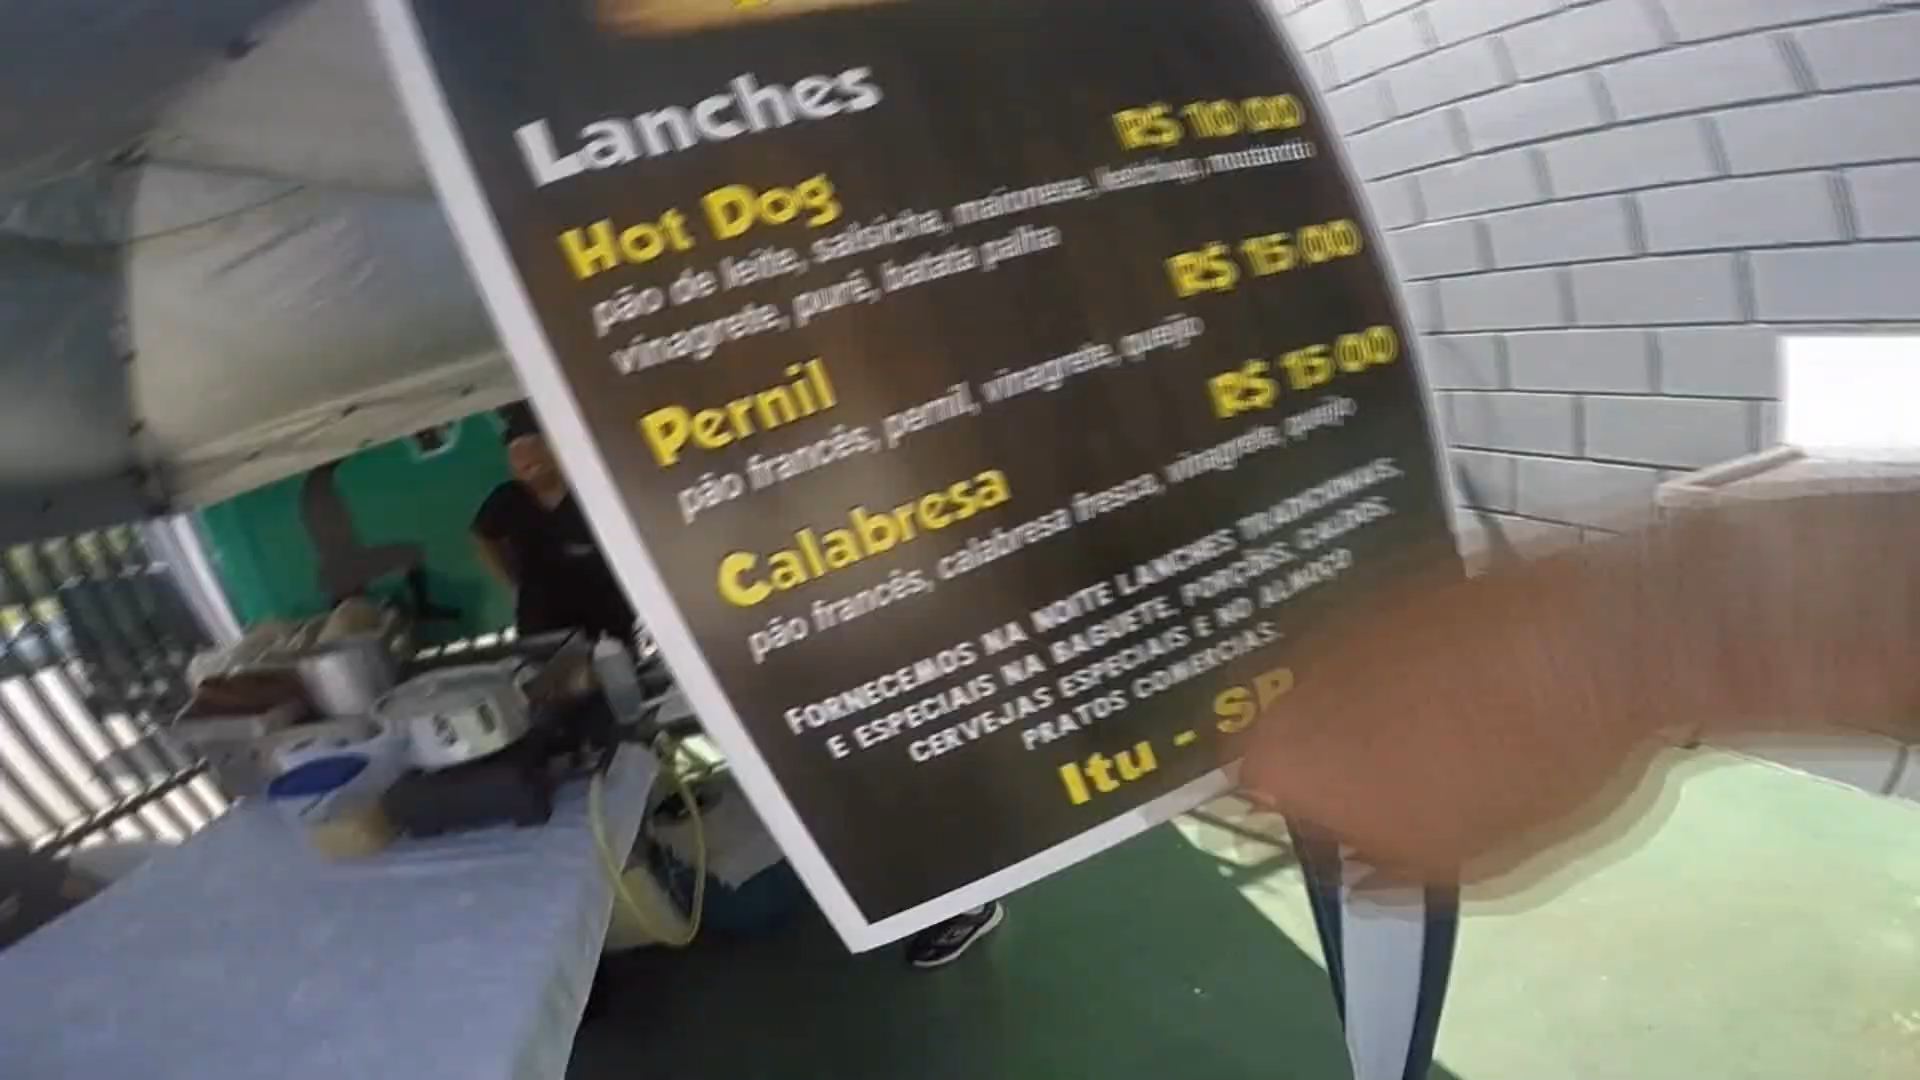 Lanches
Hot Dog R$ 10,00
pão de leite, salsicha, maionese, ketchup, mostarda
vinagrete, purê, batata palha
Pernil R$ 15,00
pão francês, pernil, vinagrete, queijo
Calabresa R$ 15,00
pão francês, calabresa fresca, vinagrete, queijo
FORNECEMOS NA NOITE LANCHES TRADICIONAIS,
E ESPECIAIS NA BAGUETE, PORÇÕES, CALDOS,
CERVEJAS ESPECIAIS E NO ALMOÇO
PRATOS COMERCIAIS.
Itu - SP